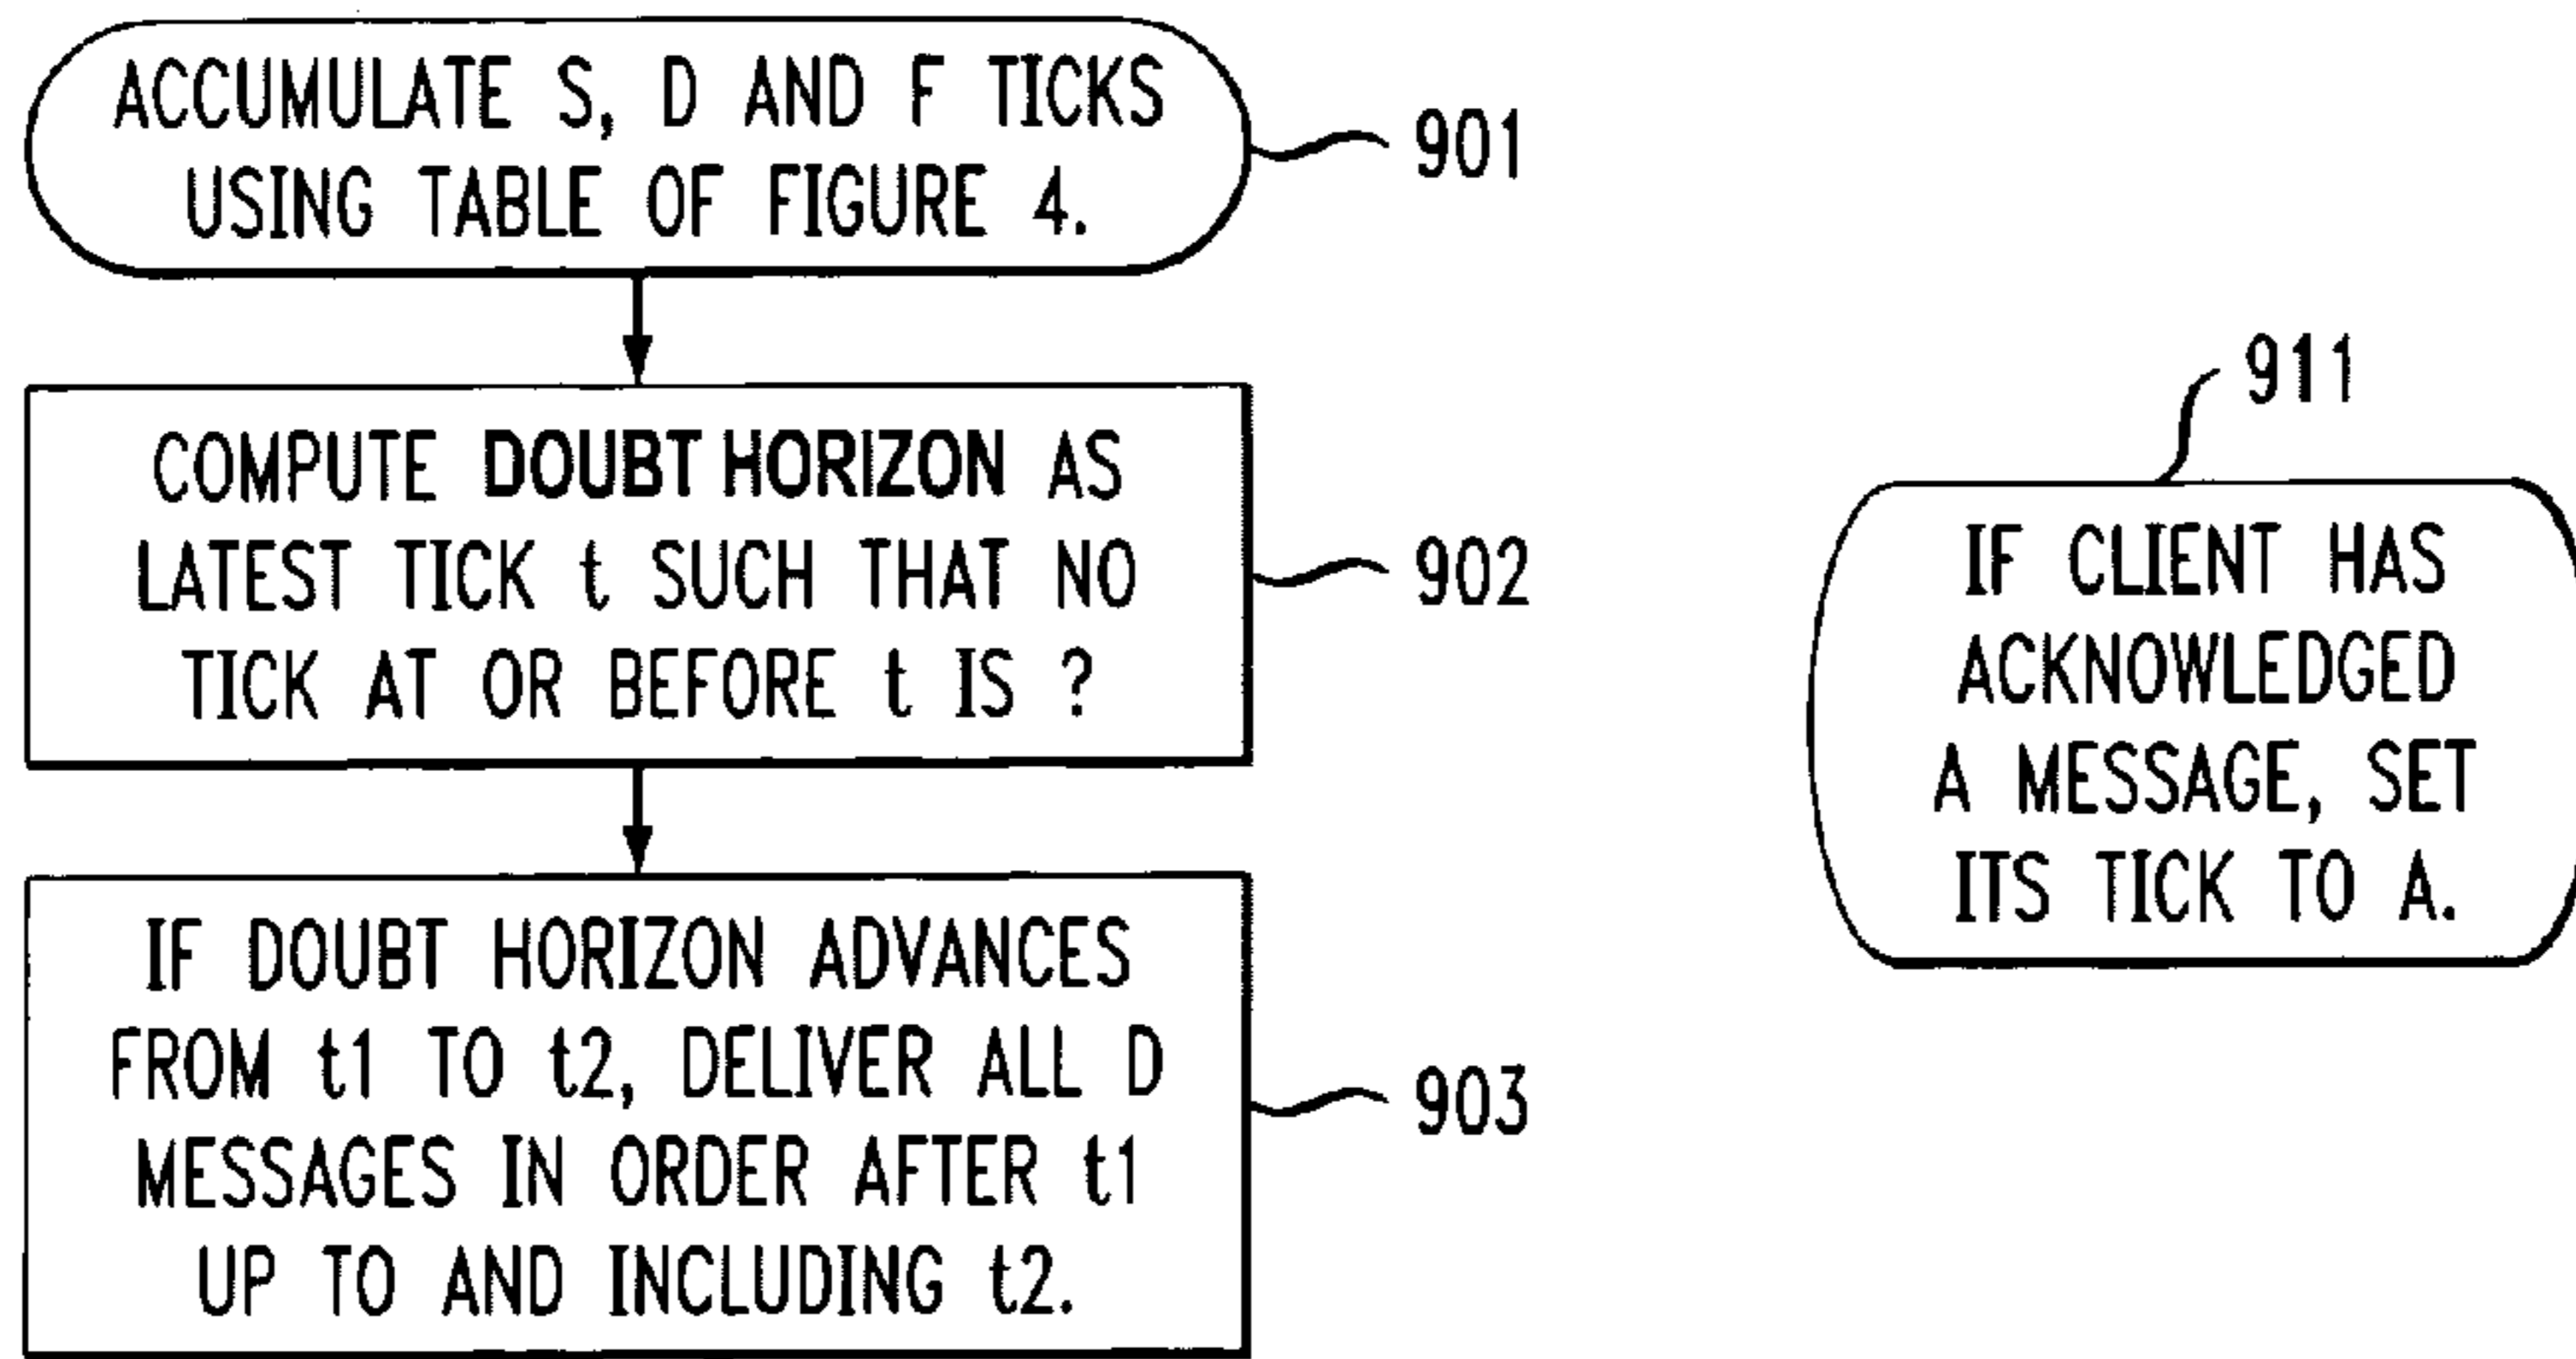 ACCUMULATE S, D AND F TICKS
USING TABLE OF FIGURE 4.
901
COMPUTE DOUBT HORIZON AS
LATEST TICK t SUCH THAT NO
TICK AT OR BEFORE t IS ?
902
IF DOUBT HORIZON ADVANCES
FROM t1 TO t2, DELIVER ALL D
MESSAGES IN ORDER AFTER t1
UP TO AND INCLUDING t2.
903
911
IF CLIENT HAS
ACKNOWLEDGED
A MESSAGE, SET
ITS TICK TO A.